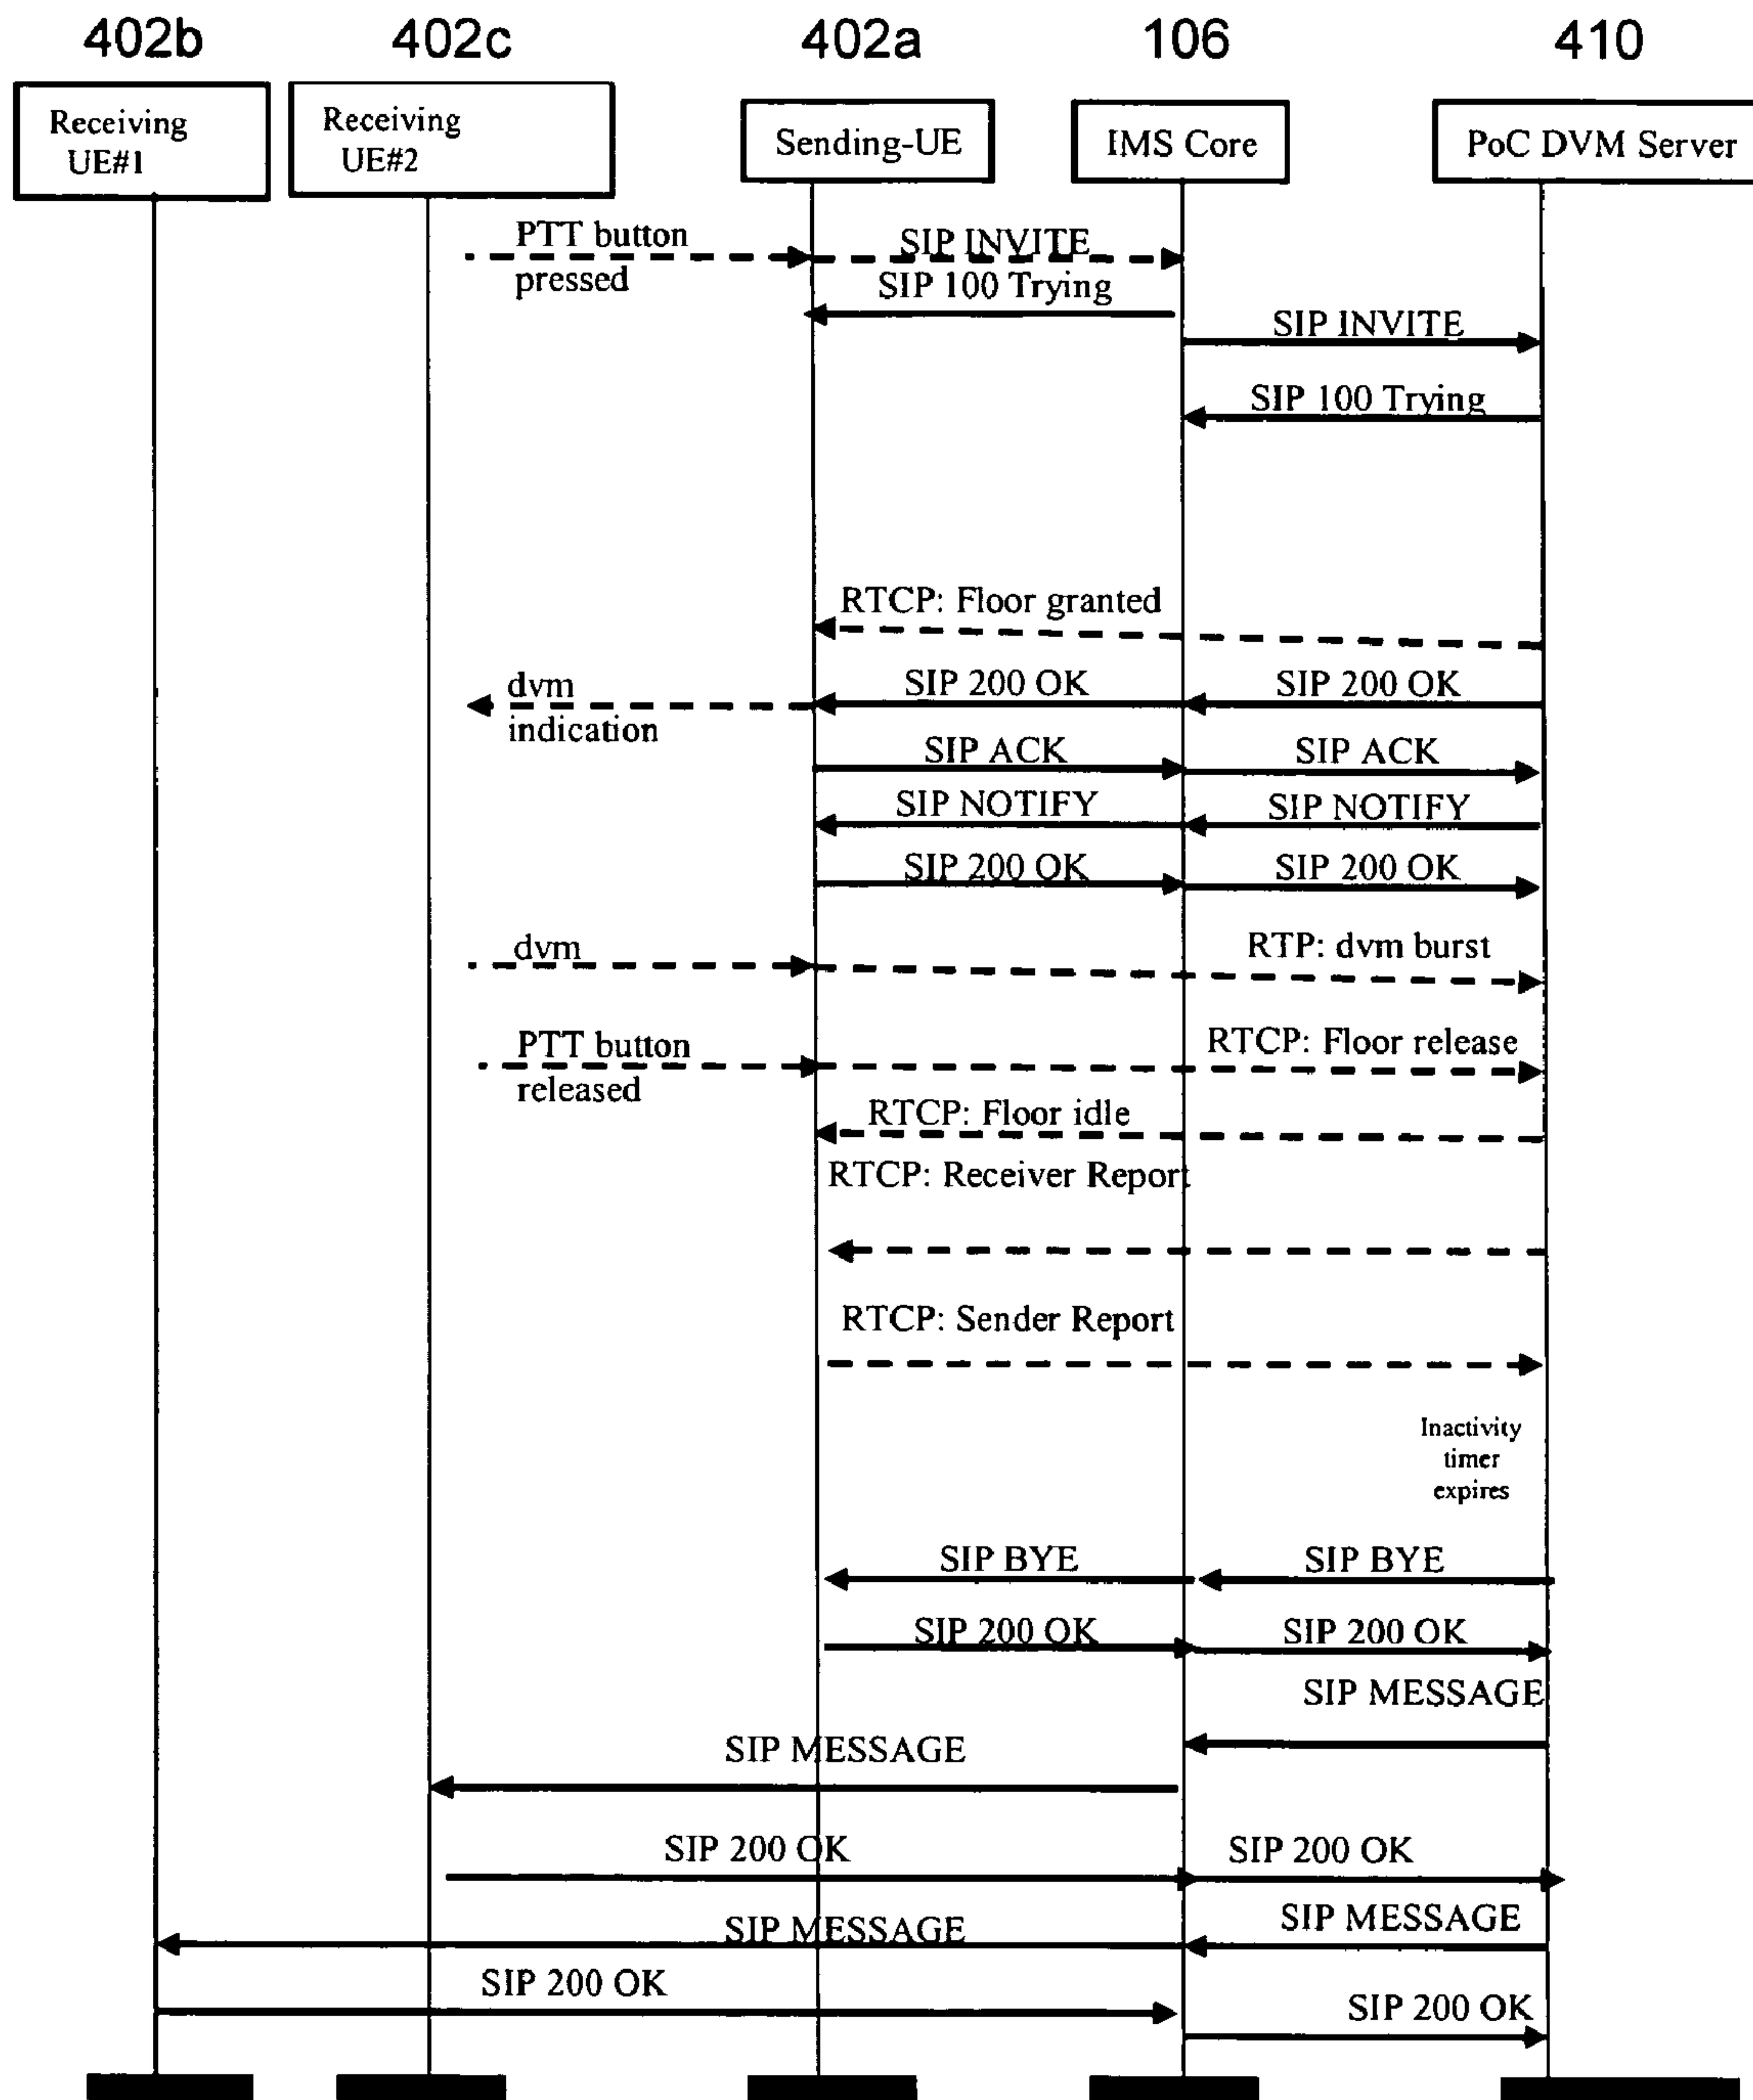 402b 402c 402a 106 410
Receiving
UE#1
Receiving
UE#2
Sending-UE
IMS Core
PoC DVM Server
PTT button
pressed
SIP INVITE
SIP 100 Trying
SIP INVITE
SIP 100 Trying
RTCP: Floor granted
dvm
indication
SIP 200 OK
SIP 200 OK
SIP ACK
SIP ACK
SIP NOTIFY
SIP NOTIFY
SIP 200 OK
SIP 200 OK
dvm
RTP: dvm burst
PTT button
released
RTCP: Floor release
RTCP: Floor idle
RTCP: Receiver Report
RTCP: Sender Report
Inactivity
timer
expires
SIP BYE
SIP BYE
SIP 200 OK
SIP 200 OK
SIP MESSAGE
SIP MESSAGE
SIP 200 OK
SIP 200 OK
SIP MESSAGE
SIP MESSAGE
SIP 200 OK
SIP 200 OK